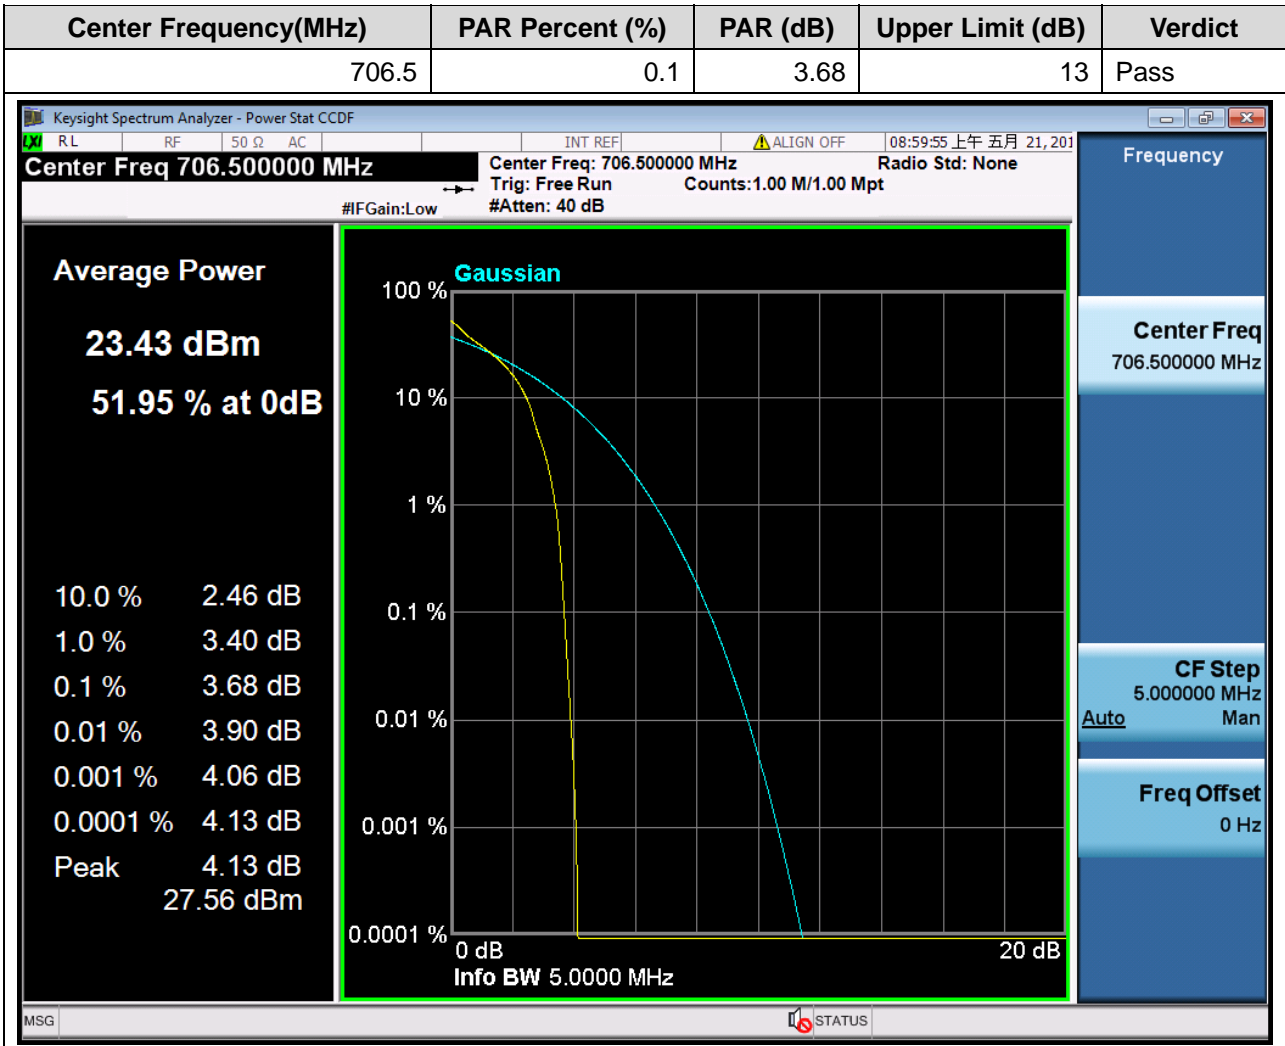 Center Frequency(MHz) PAR Percent (%) PAR (dB) Upper Limit (dB) Verdict
706.5 0.1 3.68 13 Pass
Keysight Spectrum Analyzer - Power Stat CCDF
LXI RL RF 50 Ω AC INT REF ALIGN OFF 08:59:55 上午 五月 21, 201
Center Freq 706.500000 MHz
Center Freq: 706.500000 MHz Radio Std: None
Trig: Free Run Counts:1.00 M/1.00 Mpt
#IFGain:Low #Atten: 40 dB
Average Power
23.43 dBm
51.95 % at 0dB
10.0 % 2.46 dB
1.0 % 3.40 dB
0.1 % 3.68 dB
0.01 % 3.90 dB
0.001 % 4.06 dB
0.0001 % 4.13 dB
Peak 4.13 dB
27.56 dBm
Gaussian
100 %
10 %
1 %
0.1 %
0.01 %
0.001 %
0.0001 %
0 dB 20 dB
Info BW 5.0000 MHz
Frequency
Center Freq
706.500000 MHz
CF Step
5.000000 MHz
Auto Man
Freq Offset
0 Hz
MSG STATUS